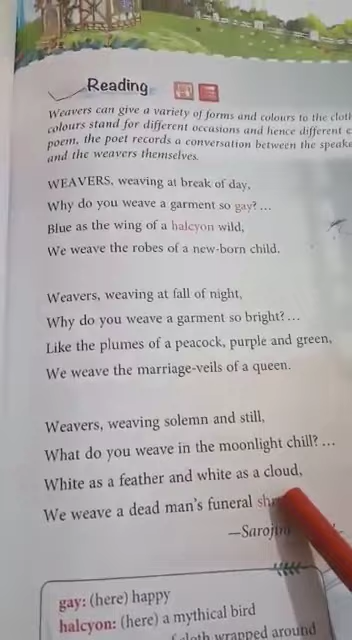 Reading
Weavers can give a variety of forms and colours to the cloth
colours stand for different occasions and hence different
poem, the poet records a conversation between the
and the weavers themselves.
WEAVERS, weaving at break of day,
Why do you weave a garment so gay?...
Blue as the wing of a halcyon wild,
We weave the robes of a new-born child.
Weavers, weaving at fall of night,
Why do you weave a garment so bright?...
Like the plumes of a peacock, purple and green,
We weave the marriage-veils of a queen.
Weavers, weaving solemn and still,
What do you weave in the moonlight chill?...
White as a feather and white as a cloud,
We weave a dead man's funeral
gay: (here) happy
halcyon: (here) a mythical bird
cloth wrapped around